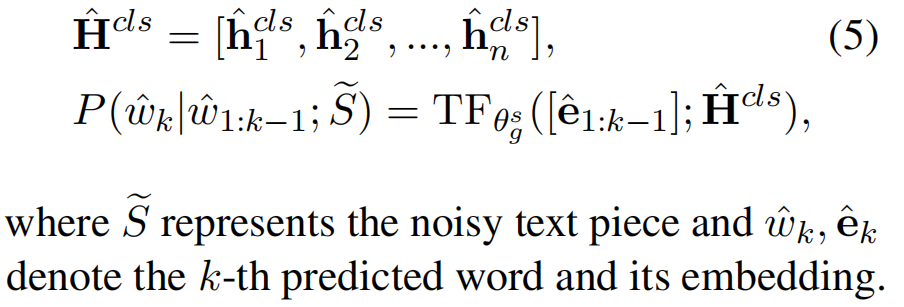 Ĥ^{cls} = [ĥ_1^{cls}, ĥ_2^{cls}, ..., ĥ_n^{cls}], (5)
P(ŵ_k|ŵ_{1:k−1}; S̃) = TF_{θ_g^s}([ê_{1:k−1}]; Ĥ^{cls}),
where S̃ represents the noisy text piece and ŵ_k, ê_k
denote the k-th predicted word and its embedding.